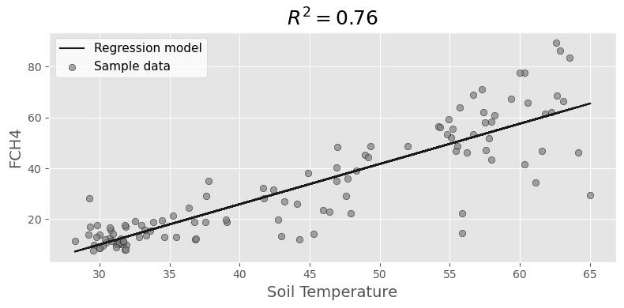 R² = 0.76
Regression model
Sample data
FCH4
80
60
40
20
30 35 40 45 50 55 60 65
Soil Temperature